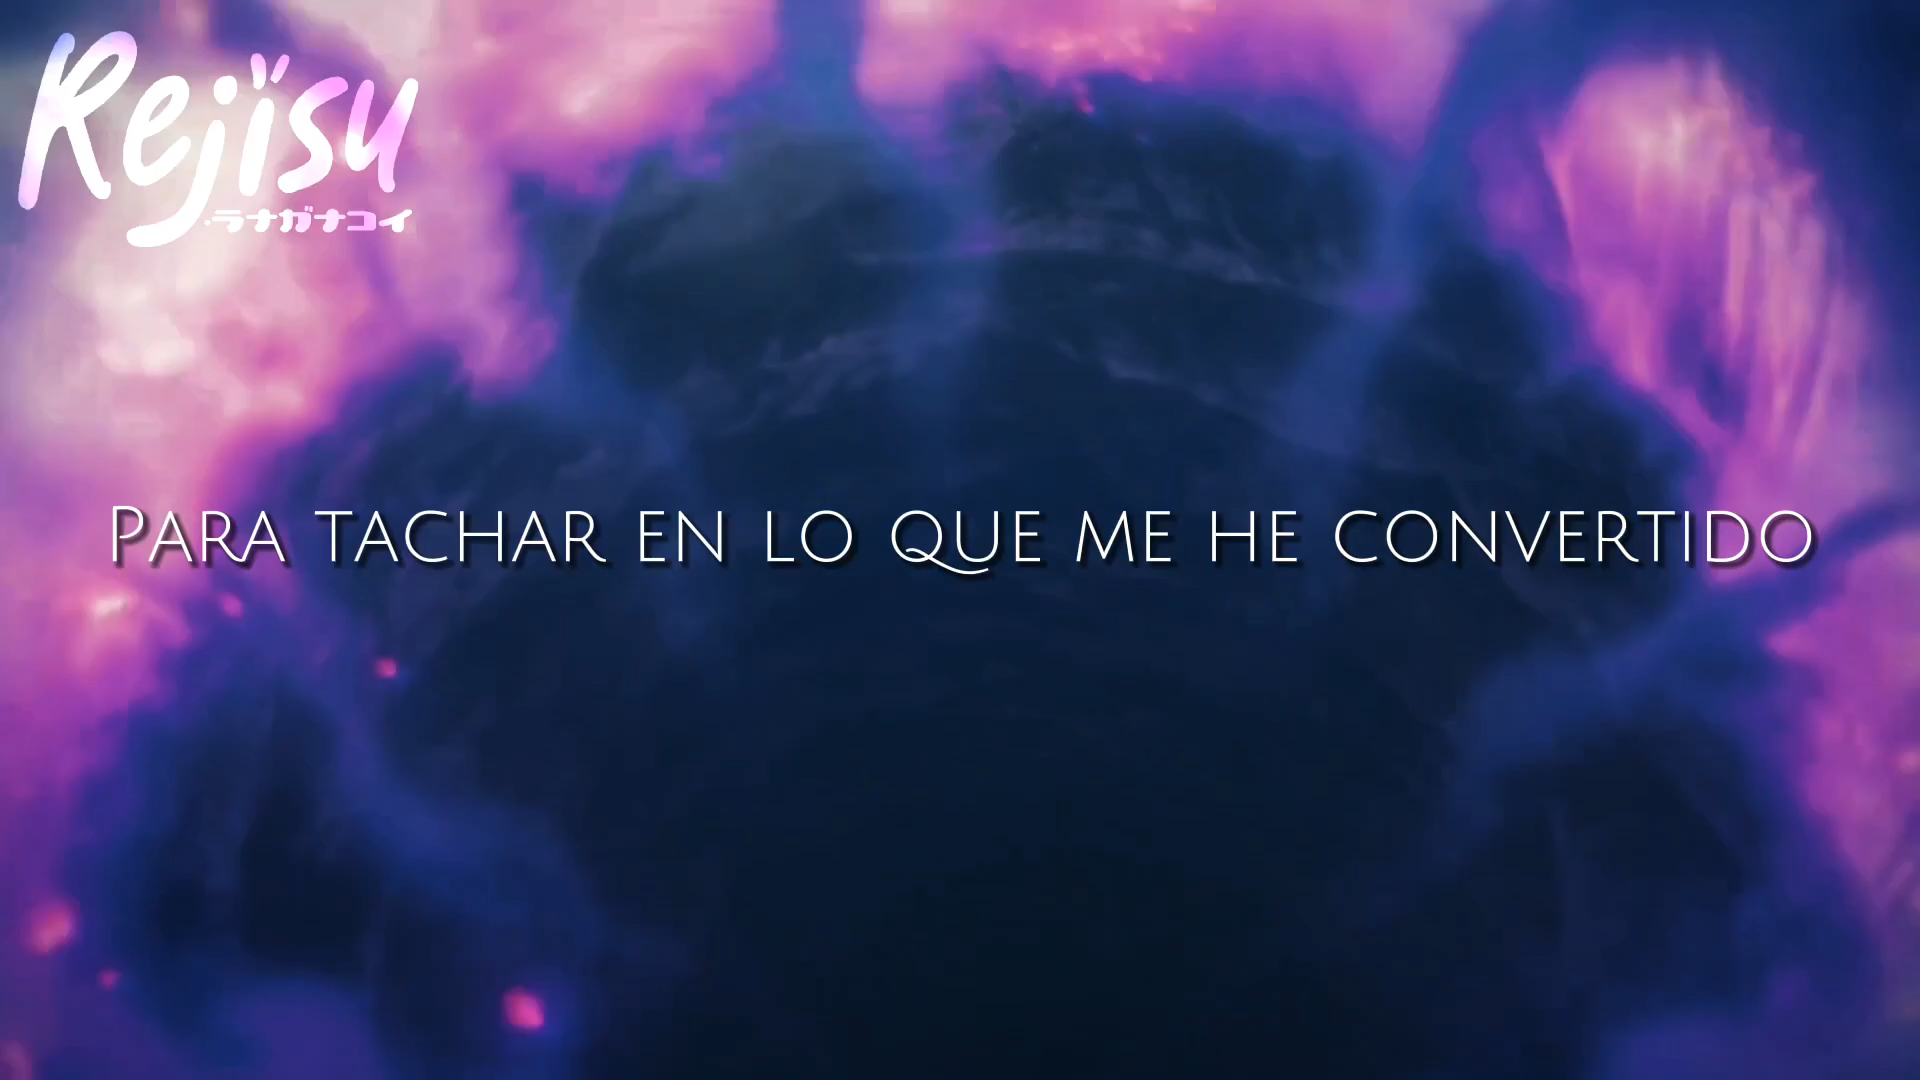 Rejisu
·ラナガナコイ
Para tachar en lo que me he convertido